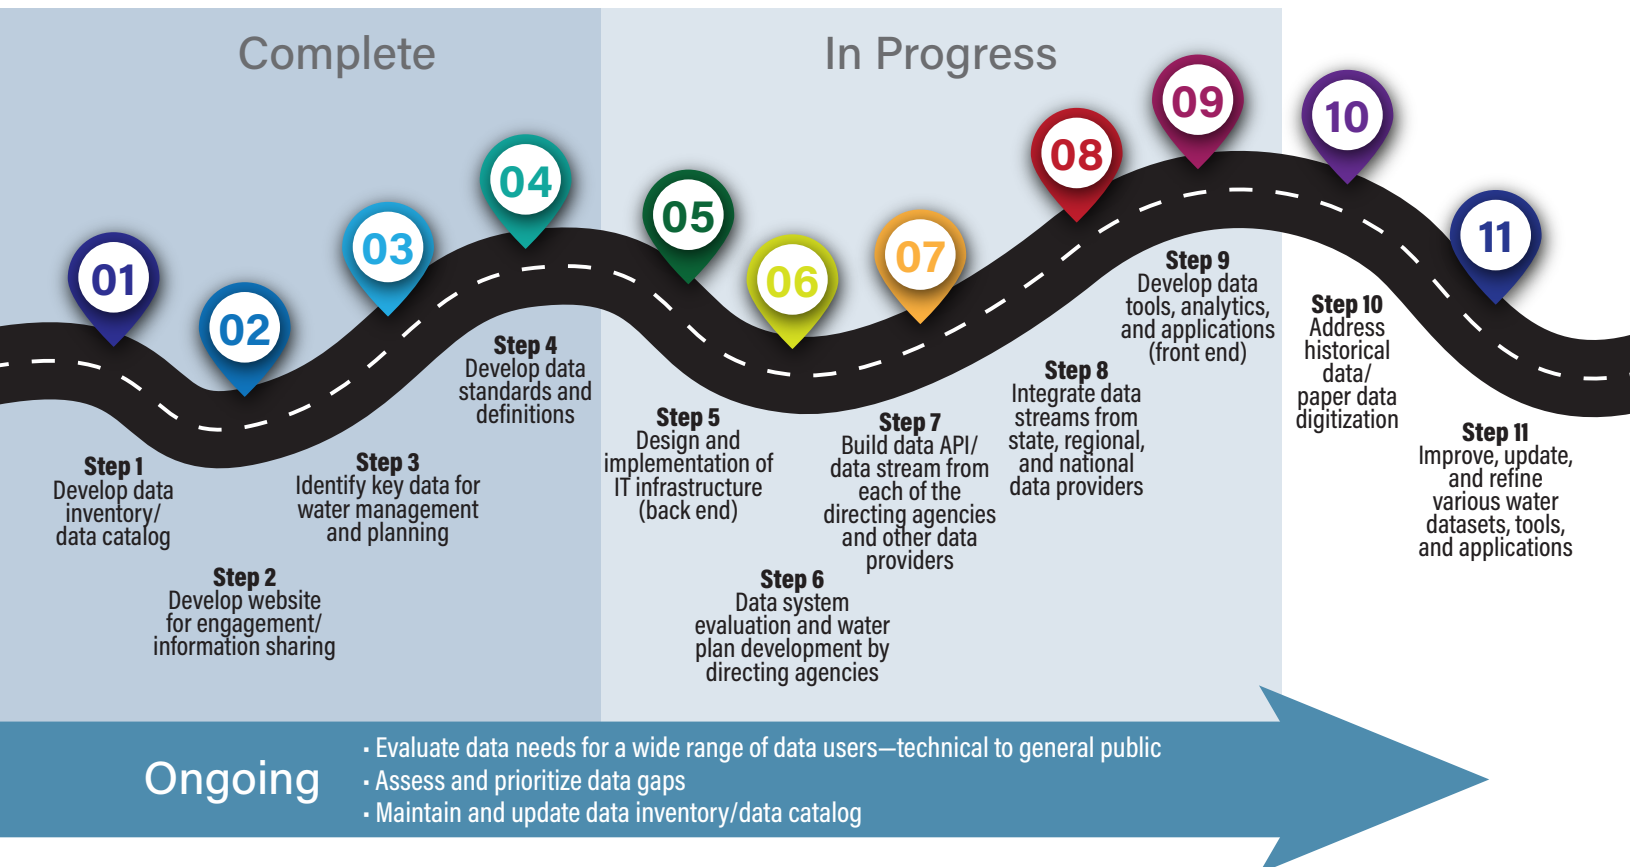 Complete
In Progress
01
02
03
04
05
06
07
08
09
10
11
Step 1
Develop data
inventory/
data catalog
Step 2
Develop website
for engagement/
information sharing
Step 3
Identify key data for
water management
and planning
Step 4
Develop data
standards and
definitions
Step 5
Design and
implementation of
IT infrastructure
(back end)
Step 6
Data system
evaluation and water
plan development by
directing agencies
Step 7
Build data API/
data stream from
each of the
directing agencies
and other data
providers
Step 8
Integrate data
streams from
state, regional,
and national
data providers
Step 9
Develop data
tools, analytics,
and applications
(front end)
Step 10
Address
historical
data/
paper data
digitization
Step 11
Improve, update,
and refine
various water
datasets, tools,
and applications
Ongoing
· Evaluate data needs for a wide range of data users—technical to general public
· Assess and prioritize data gaps
· Maintain and update data inventory/data catalog